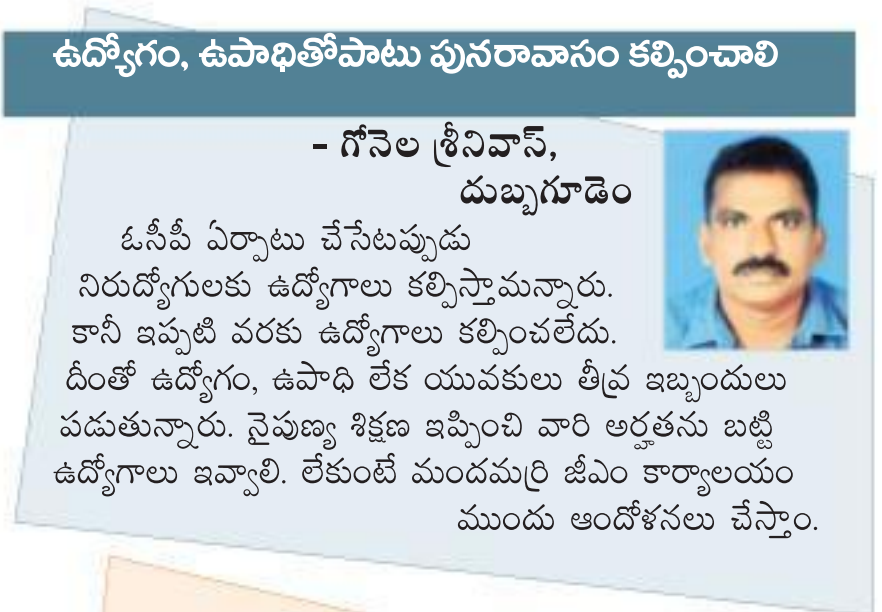 ఉద్యోగం, ఉపాధితోపాటు పునరావాసం కల్పించాలి
- గోనెల శ్రీనివాస్,
దుబ్బగూడెం
ఓసీపీ ఏర్పాటు చేసేటప్పుడు
నిరుద్యోగులకు ఉద్యోగాలు కల్పిస్తామన్నారు.
కానీ ఇప్పటి వరకు ఉద్యోగాలు కల్పించలేదు.
దీంతో ఉద్యోగం, ఉపాధి లేక యువకులు తీవ్ర ఇబ్బందులు
పడుతున్నారు. నైపుణ్య శిక్షణ ఇప్పించి వారి అర్హతను బట్టి
ఉద్యోగాలు ఇవ్వాలి. లేకుంటే మందమర్రి జీఎం కార్యాలయం
ముందు ఆందోళనలు చేస్తాం.